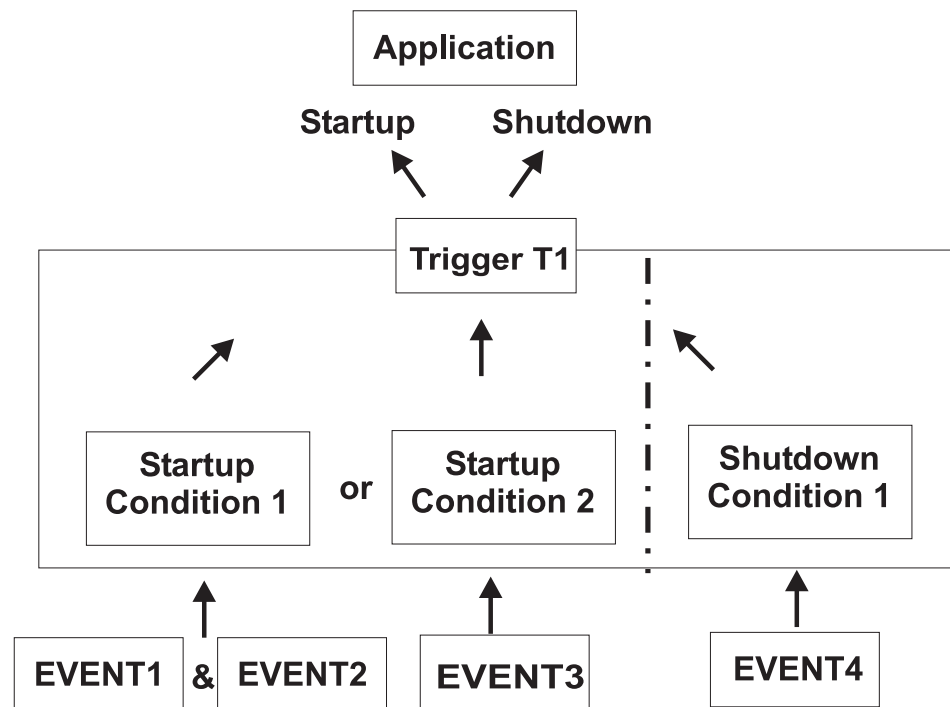 Application
Startup Shutdown
Trigger T1
Startup
Condition 1
or
Startup
Condition 2
Shutdown
Condition 1
EVENT1 & EVENT2 EVENT3 EVENT4